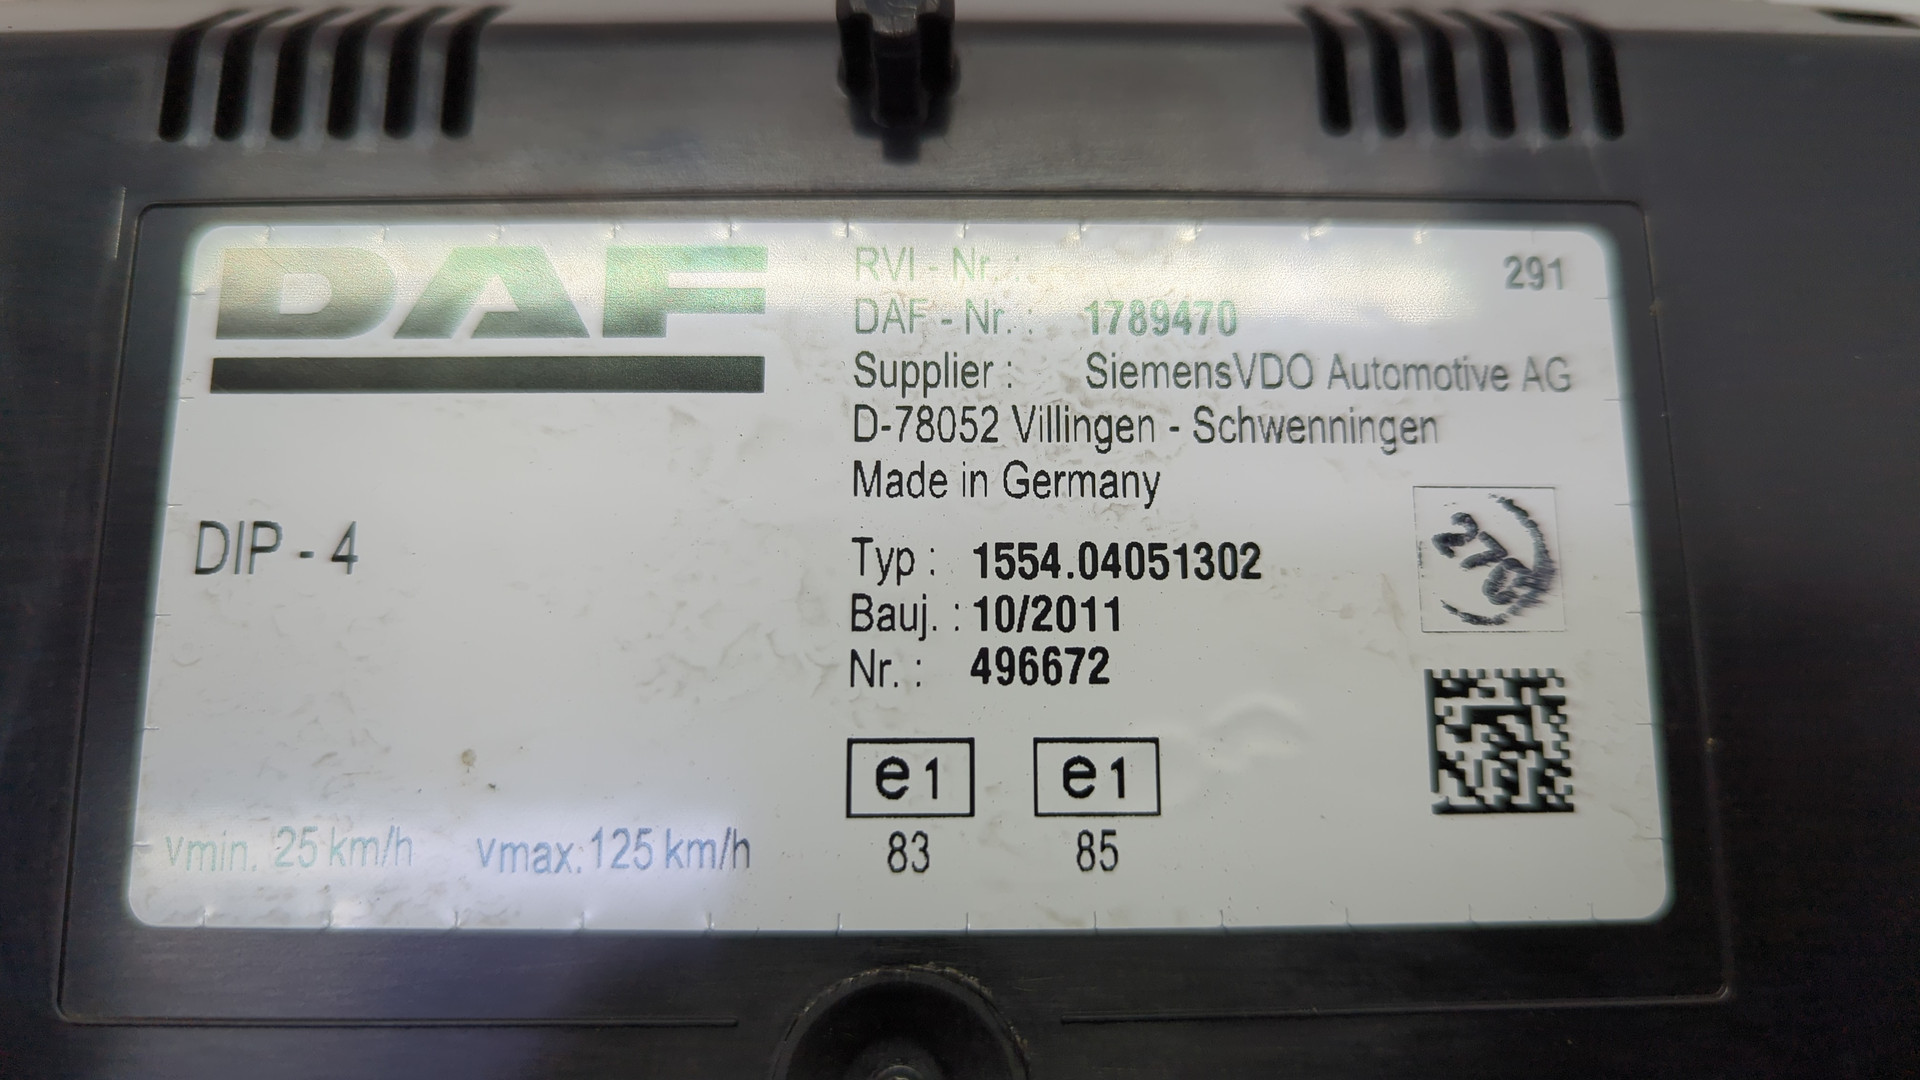 DAF
RVI - Nr. :
291
DAF - Nr. : 1789470
Supplier : SiemensVDO Automotive AG
D-78052 Villingen - Schwenningen
Made in Germany
DIP - 4
Typ : 1554.04051302
Bauj. : 10/2011
Nr. : 496672
e1 e1
83 85
vmin. 25 km/h vmax. 125 km/h